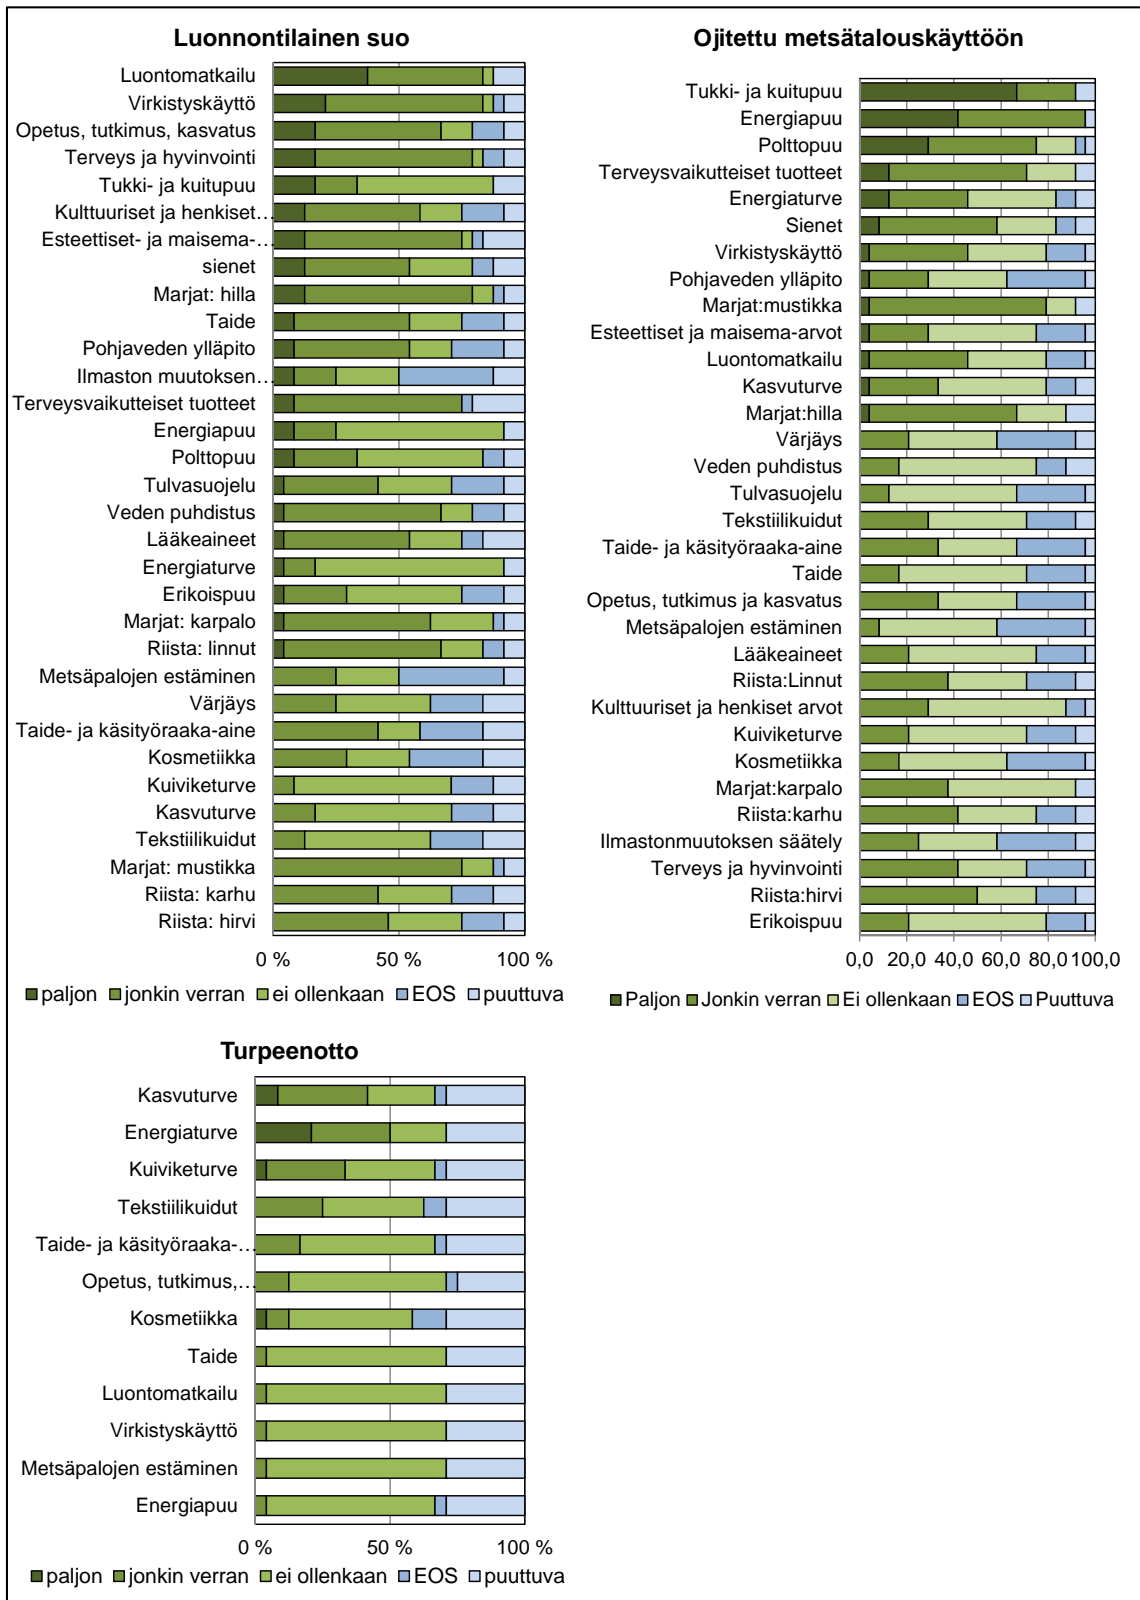 Luonnontilainen suo
Luontomatkailu
Virkistyskäyttö
Opetus, tutkimus, kasvatus
Terveys ja hyvinvointi
Tukki- ja kuitupuu
Kulttuuriset ja henkiset…
Esteettiset- ja maisema-…
sienet
Marjat: hilla
Taide
Pohjaveden ylläpito
Ilmaston muutoksen…
Terveysvaikutteiset tuotteet
Energiapuu
Polttopuu
Tulvasuojelu
Veden puhdistus
Lääkeaineet
Energiaturve
Erikoispuu
Marjat: karpalo
Riista: linnut
Metsäpalojen estäminen
Värjäys
Taide- ja käsityöraaka-aine
Kosmetiikka
Kuiviketurve
Kasvuturve
Tekstiilikuidut
Marjat: mustikka
Riista: karhu
Riista: hirvi
0 % 50 % 100 %
paljon jonkin verran ei ollenkaan EOS puuttuva
Ojitettu metsätalouskäyttöön
Tukki- ja kuitupuu
Energiapuu
Polttopuu
Terveysvaikutteiset tuotteet
Energiaturve
Sienet
Virkistyskäyttö
Pohjaveden ylläpito
Marjat:mustikka
Esteettiset ja maisema-arvot
Luontomatkailu
Kasvuturve
Marjat:hilla
Värjäys
Veden puhdistus
Tulvasuojelu
Tekstiilikuidut
Taide- ja käsityöraaka-aine
Taide
Opetus, tutkimus ja kasvatus
Metsäpalojen estäminen
Lääkeaineet
Riista:Linnut
Kulttuuriset ja henkiset arvot
Kuiviketurve
Kosmetiikka
Marjat:karpalo
Riista:karhu
Ilmastonmuutoksen säätely
Terveys ja hyvinvointi
Riista:hirvi
Erikoispuu
0,0 20,0 40,0 60,0 80,0 100,0
Paljon Jonkin verran Ei ollenkaan EOS Puuttuva
Turpeenotto
Kasvuturve
Energiaturve
Kuiviketurve
Tekstiilikuidut
Taide- ja käsityöraaka-…
Opetus, tutkimus,…
Kosmetiikka
Taide
Luontomatkailu
Virkistyskäyttö
Metsäpalojen estäminen
Energiapuu
0 % 50 % 100 %
paljon jonkin verran ei ollenkaan EOS puuttuva